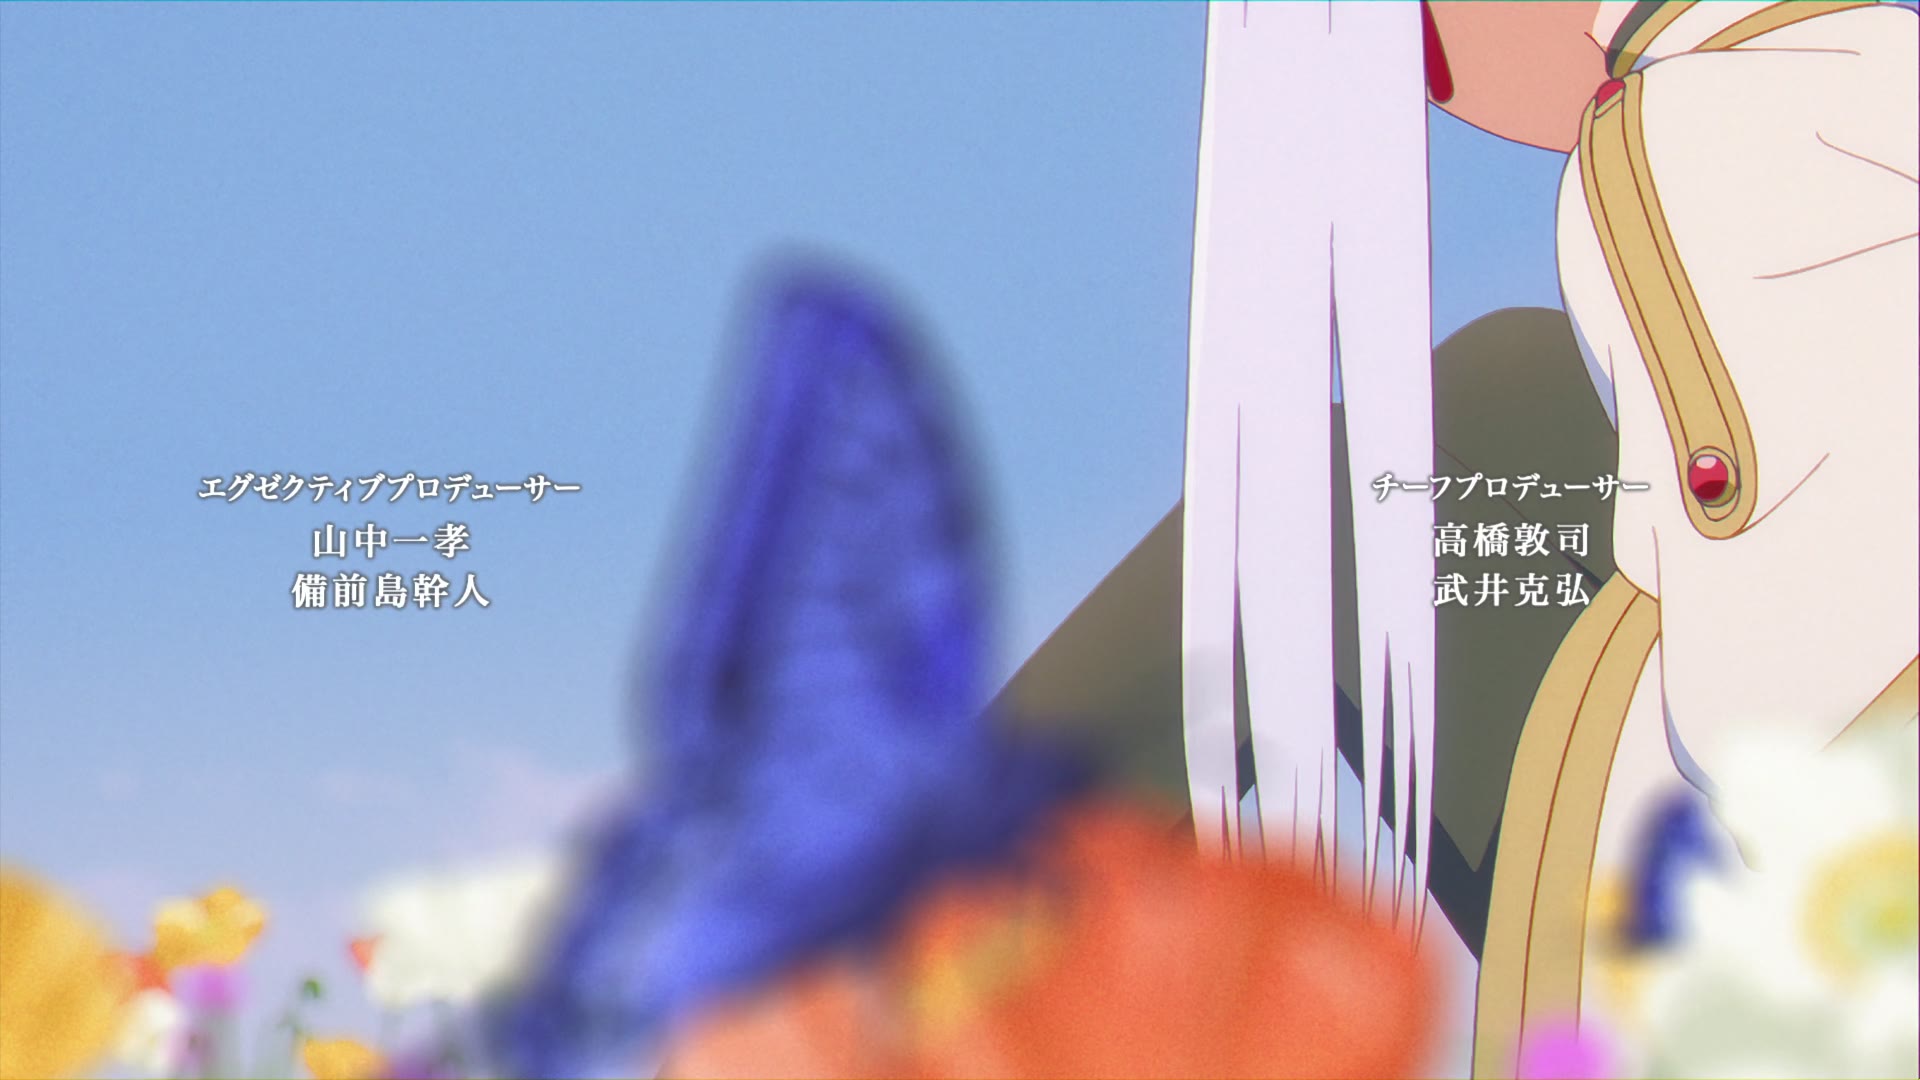 エグゼクティブプロデューサー
山中一孝
備前島幹人
チーフプロデューサー
高橋敦司
武井克弘